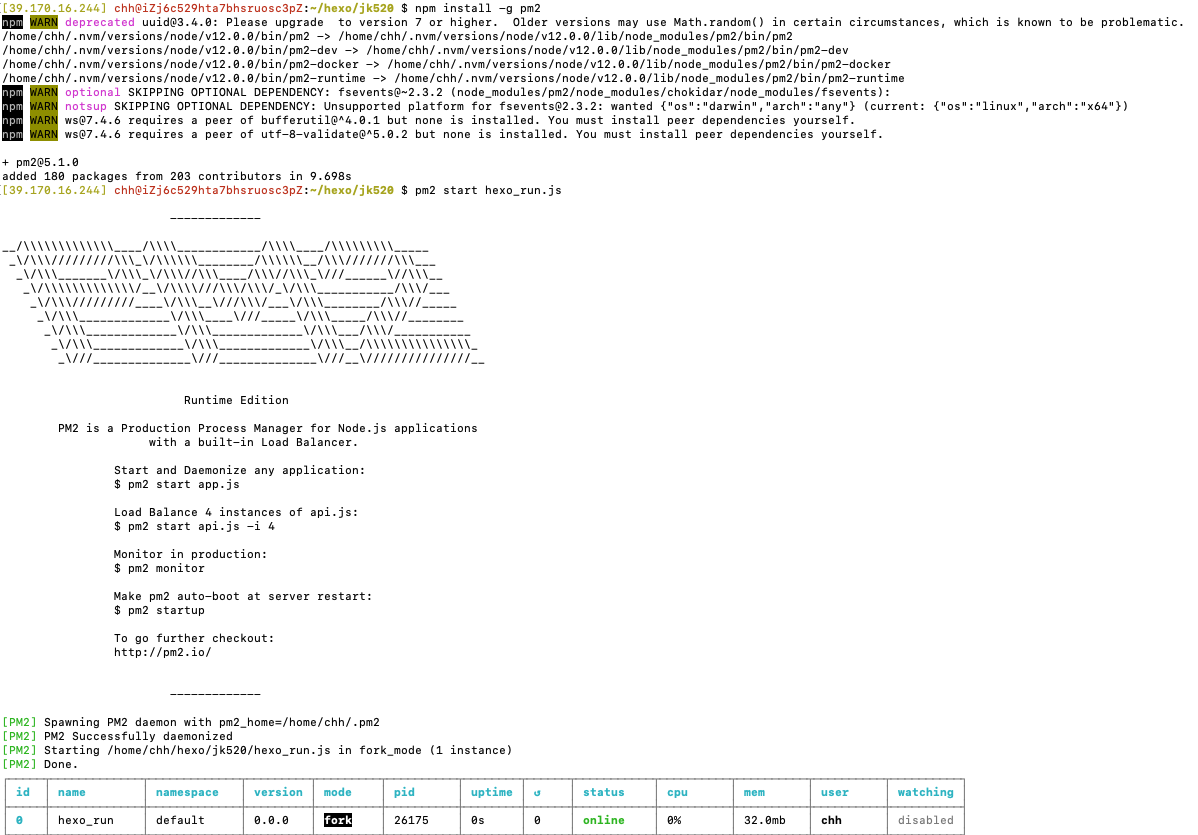 [[39.170.16.244] chh@iZj6c529hta7bhsruosc3pZ:~/hexo/jk520 $ npm install -g pm2
npm WARN deprecated uuid@3.4.0: Please upgrade  to version 7 or higher.  Older versions may use Math.random() in certain circumstances, which is known to be problematic.
/home/chh/.nvm/versions/node/v12.0.0/bin/pm2 -> /home/chh/.nvm/versions/node/v12.0.0/lib/node_modules/pm2/bin/pm2
/home/chh/.nvm/versions/node/v12.0.0/bin/pm2-dev -> /home/chh/.nvm/versions/node/v12.0.0/lib/node_modules/pm2/bin/pm2-dev
/home/chh/.nvm/versions/node/v12.0.0/bin/pm2-docker -> /home/chh/.nvm/versions/node/v12.0.0/lib/node_modules/pm2/bin/pm2-docker
/home/chh/.nvm/versions/node/v12.0.0/bin/pm2-runtime -> /home/chh/.nvm/versions/node/v12.0.0/lib/node_modules/pm2/bin/pm2-runtime
npm WARN optional SKIPPING OPTIONAL DEPENDENCY: fsevents@~2.3.2 (node_modules/pm2/node_modules/chokidar/node_modules/fsevents):
npm WARN notsup SKIPPING OPTIONAL DEPENDENCY: Unsupported platform for fsevents@2.3.2: wanted {"os":"darwin","arch":"any"} (current: {"os":"linux","arch":"x64"})
npm WARN ws@7.4.6 requires a peer of bufferutil@^4.0.1 but none is installed. You must install peer dependencies yourself.
npm WARN ws@7.4.6 requires a peer of utf-8-validate@^5.0.2 but none is installed. You must install peer dependencies yourself.
+ pm2@5.1.0
added 180 packages from 203 contributors in 9.698s
[[39.170.16.244] chh@iZj6c529hta7bhsruosc3pZ:~/hexo/jk520 $ pm2 start hexo_run.js
-------------
__/\\\\\\\\\\\\\____/\\\\____________/\\\\____/\\\\\\\\\_____
 _\/\\\/////////\\\_\/\\\\\\________/\\\\\\__/\\\///////\\\___
  _\/\\\_______\/\\\_\/\\\//\\\____/\\\//\\\_\///______\//\\\__
   _\/\\\\\\\\\\\\\/__\/\\\\///\\\/\\\/_\/\\\___________/\\\/___
    _\/\\\/////////____\/\\\__\///\\\/___\/\\\________/\\\//_____
     _\/\\\_____________\/\\\____\///_____\/\\\_____/\\\//________
      _\/\\\_____________\/\\\_____________\/\\\___/\\\/___________
       _\/\\\_____________\/\\\_____________\/\\\__/\\\\\\\\\\\\\\\_
        _\///______________\///______________\///__\///////////////__
Runtime Edition
PM2 is a Production Process Manager for Node.js applications
with a built-in Load Balancer.
Start and Daemonize any application:
$ pm2 start app.js
Load Balance 4 instances of api.js:
$ pm2 start api.js -i 4
Monitor in production:
$ pm2 monitor
Make pm2 auto-boot at server restart:
$ pm2 startup
To go further checkout:
http://pm2.io/
-------------
[PM2] Spawning PM2 daemon with pm2_home=/home/chh/.pm2
[PM2] PM2 Successfully daemonized
[PM2] Starting /home/chh/hexo/jk520/hexo_run.js in fork_mode (1 instance)
[PM2] Done.
id name namespace version mode pid uptime ↺ status cpu mem user watching
0 hexo_run default 0.0.0 fork 26175 0s 0 online 0% 32.0mb chh disabled